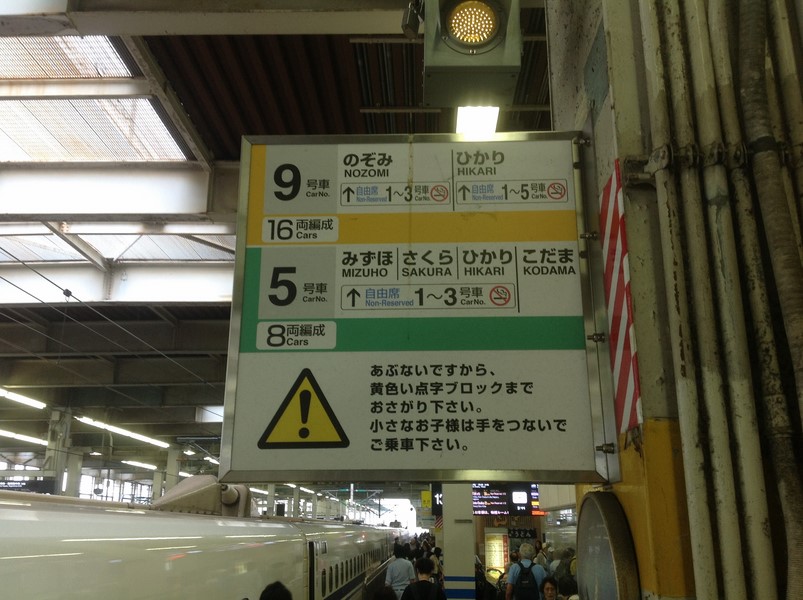 9 号車 CarNo.
のぞみ
NOZOMI
↑ 自由席 Non-Reserved 1〜3 号車 CarNo.
ひかり
HIKARI
↑ 自由席 Non-Reserved 1〜5 号車 CarNo.
16 両編成 Cars
5 号車 CarNo.
みずほ さくら ひかり こだま
MIZUHO SAKURA HIKARI KODAMA
↑ 自由席 Non-Reserved 1〜3 号車 CarNo.
8 両編成 Cars
あぶないですから、
黄色い点字ブロックまで
おさがり下さい。
小さなお子様は手をつないで
ご乗車下さい。